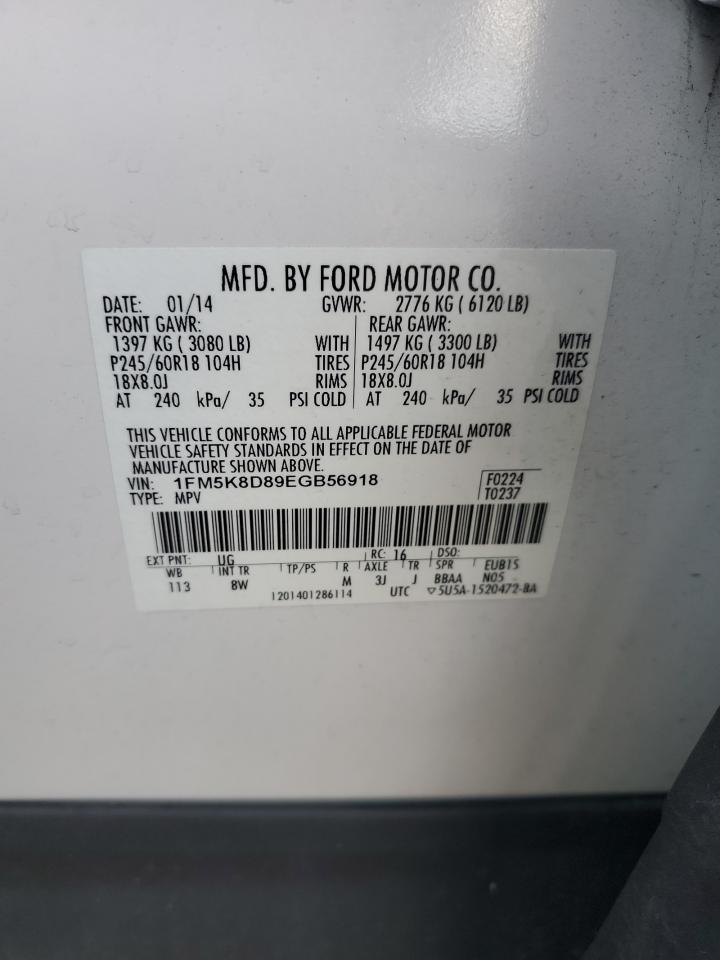 MFD. BY FORD MOTOR CO.
DATE: 01/14 GVWR: 2776 KG ( 6120 LB)
FRONT GAWR: REAR GAWR:
1397 KG ( 3080 LB) WITH 1497 KG ( 3300 LB) WITH
P245/60R18 104H TIRES P245/60R18 104H TIRES
18X8.0J RIMS 18X8.0J RIMS
AT 240 kPa/ 35 PSI COLD AT 240 kPa/ 35 PSI COLD
THIS VEHICLE CONFORMS TO ALL APPLICABLE FEDERAL MOTOR
VEHICLE SAFETY STANDARDS IN EFFECT ON THE DATE OF
MANUFACTURE SHOWN ABOVE.
VIN: 1FM5K8D89EGB56918 F0224
TYPE: MPV T0237
EXT PNT: UG RC: 16 DSO:
WB INT TR TP/PS R AXLE TR SPR EUB15
113 8W M 3J J BBAA N05
1201401286114 UTC ▽5U5A-1520472-BA